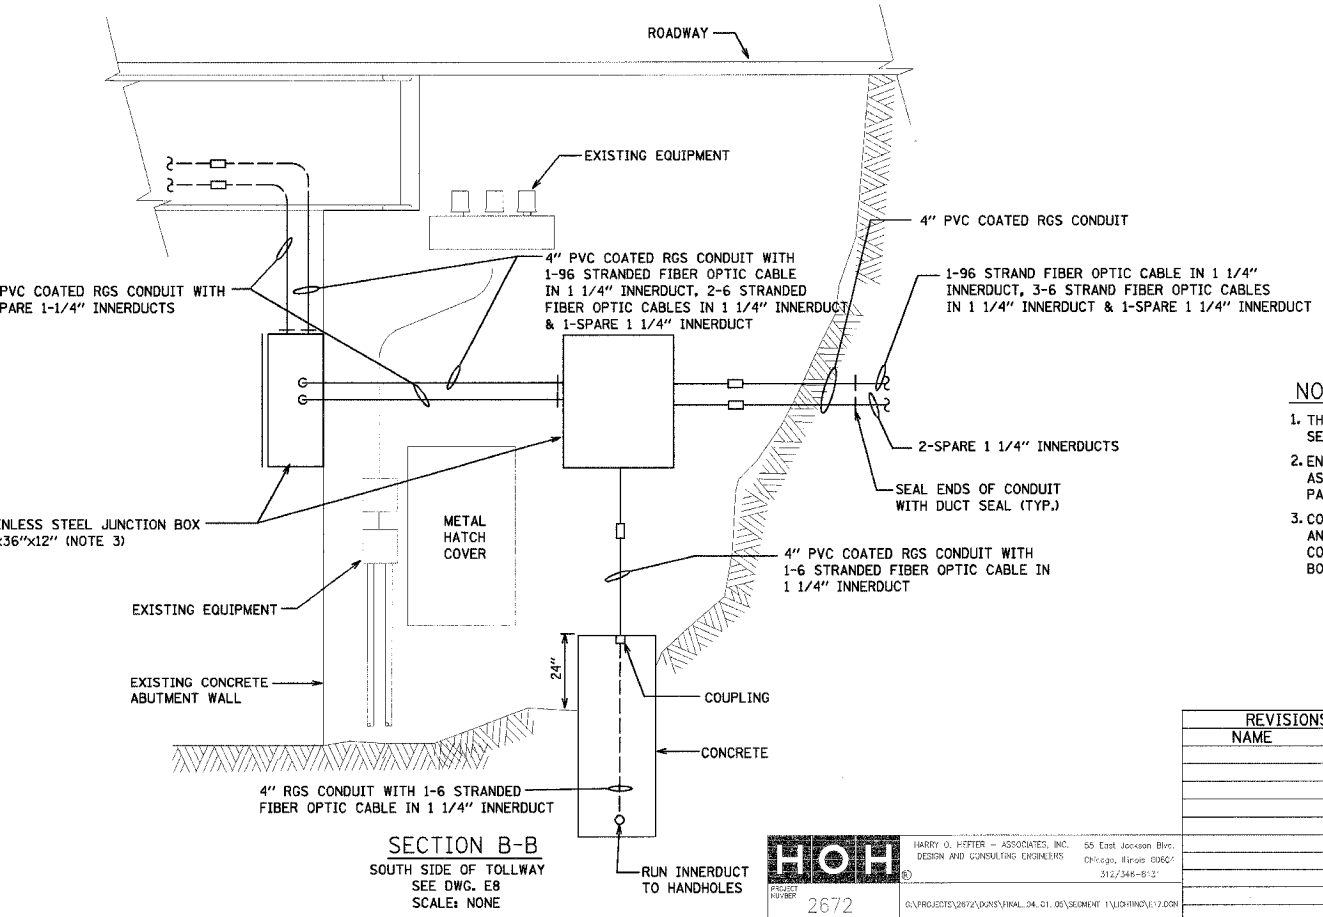 ROADWAY
EXISTING EQUIPMENT
4" PVC COATED RGS CONDUIT
4" PVC COATED RGS CONDUIT WITH
1-96 STRANDED FIBER OPTIC CABLE
IN 1 1/4" INNERDUCT, 2-6 STRANDED
FIBER OPTIC CABLES IN 1 1/4" INNERDUCT
& 1-SPARE 1 1/4" INNERDUCT
1-96 STRAND FIBER OPTIC CABLE IN 1 1/4"
INNERDUCT, 3-6 STRAND FIBER OPTIC CABLES
IN 1 1/4" INNERDUCT & 1-SPARE 1 1/4" INNERDUCT
PVC COATED RGS CONDUIT WITH
PARE 1-1/4" INNERDUCTS
NO
1. TH
SE
2. EN
AS
PA
3. CO
AN
CO
BO
2-SPARE 1 1/4" INNERDUCTS
SEAL ENDS OF CONDUIT
WITH DUCT SEAL (TYP.)
NLESS STEEL JUNCTION BOX
x36"x12" (NOTE 3)
METAL
HATCH
COVER
4" PVC COATED RGS CONDUIT WITH
1-6 STRANDED FIBER OPTIC CABLE IN
1 1/4" INNERDUCT
EXISTING EQUIPMENT
24"
EXISTING CONCRETE
ABUTMENT WALL
COUPLING
CONCRETE
4" RGS CONDUIT WITH 1-6 STRANDED
FIBER OPTIC CABLE IN 1 1/4" INNERDUCT
SECTION B-B
SOUTH SIDE OF TOLLWAY
SEE DWG. E8
SCALE: NONE
RUN INNERDUCT
TO HANDHOLES
REVISIONS
NAME
HOH ®
HARRY O. HEFTER - ASSOCIATES, INC.
DESIGN AND CONSULTING ENGINEERS
55 East Jackson Blvd.
Chicago, Illinois
PROJECT
NUMBER
2672